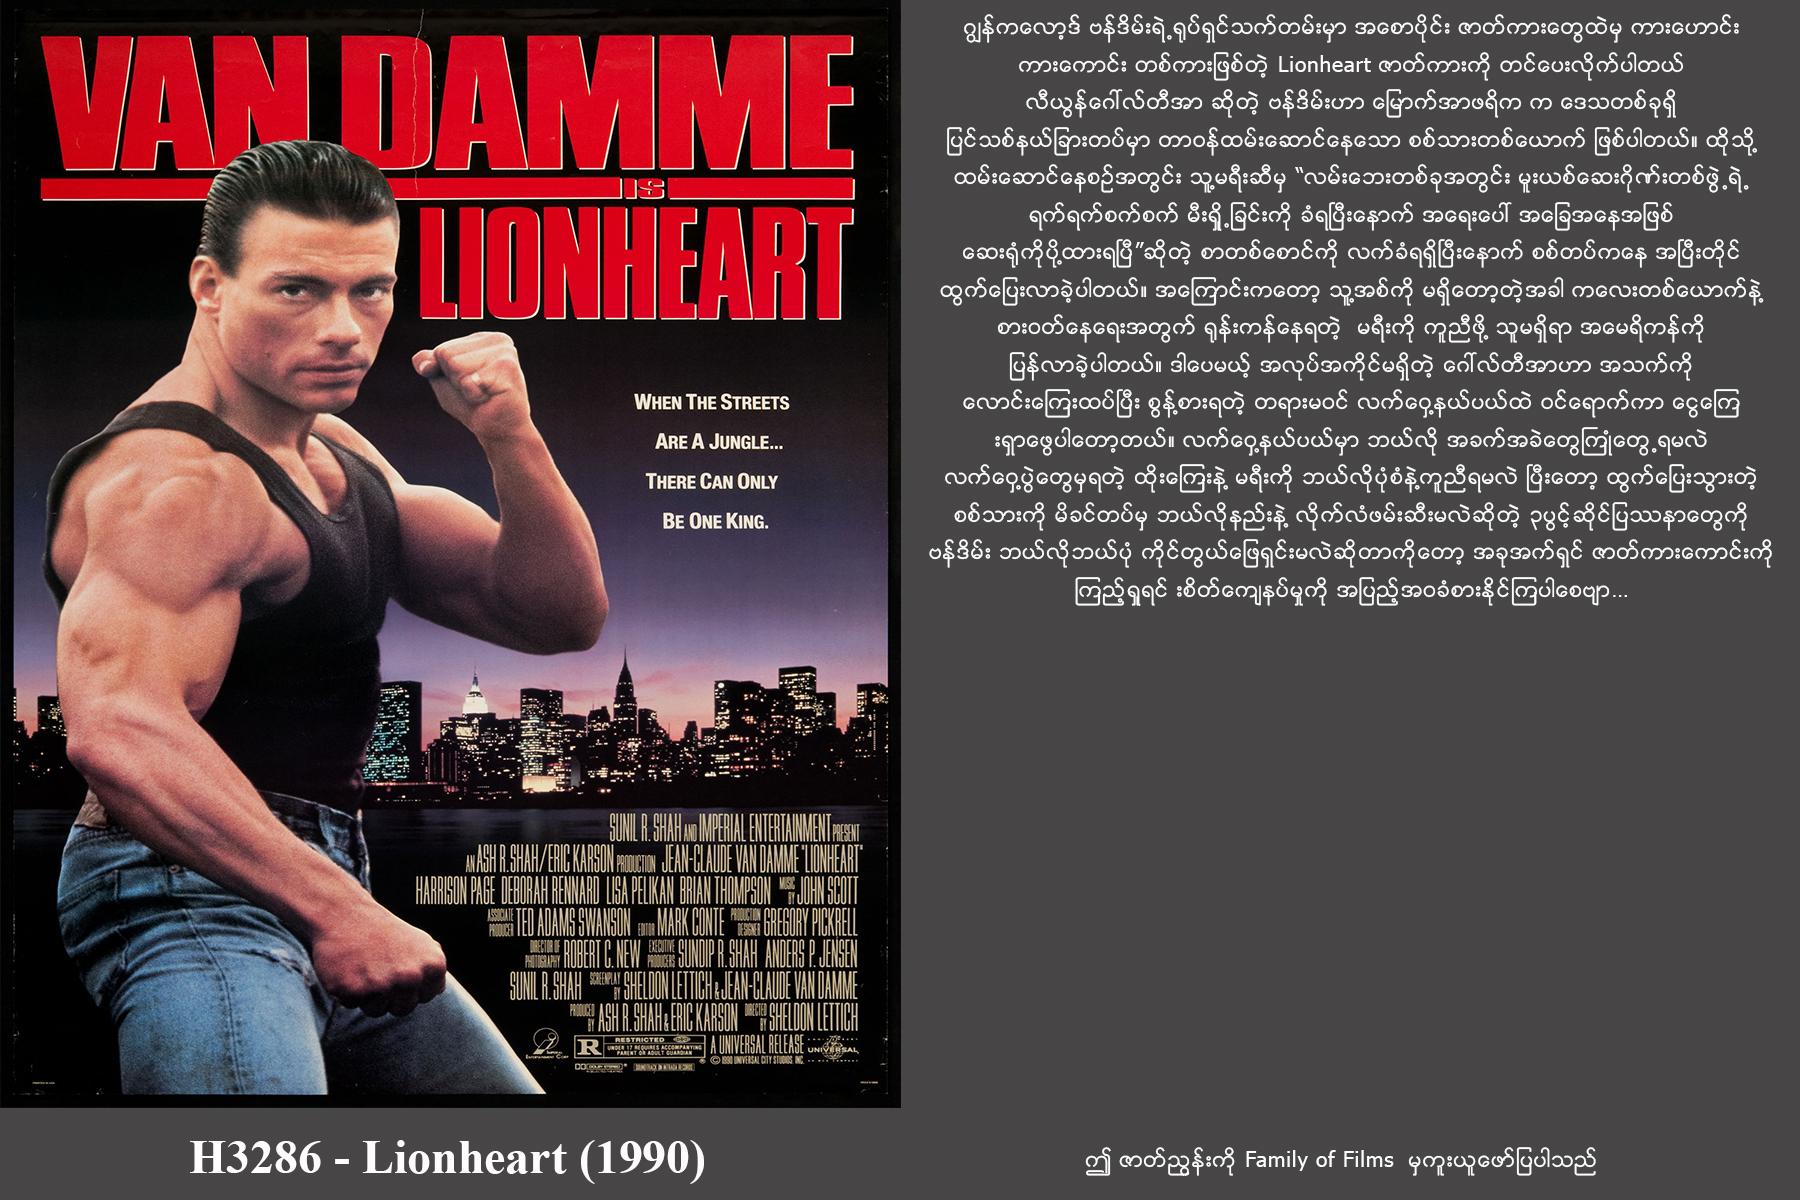 VAN DAMME
IS
LIONHEART
WHEN THE STREETS
ARE A JUNGLE...
THERE CAN ONLY
BE ONE KING.
SUNIL R. SHAH AND IMPERIAL ENTERTAINMENT PRESENT
AN ASH R. SHAH/ERIC KARSON PRODUCTION JEAN-CLAUDE VAN DAMME "LIONHEART"
HARRISON PAGE DEBORAH RENNARD LISA PELIKAN BRIAN THOMPSON MUSIC BY JOHN SCOTT
ASSOCIATE PRODUCER TED ADAMS SWANSON EDITOR MARK CONTE PRODUCTION DESIGNER GREGORY PICKRELL
DIRECTOR OF PHOTOGRAPHY ROBERT C. NEW EXECUTIVE PRODUCERS SUNDIP R. SHAH ANDERS P. JENSEN
SUNIL R. SHAH SCREENPLAY BY SHELDON LETTICH & JEAN-CLAUDE VAN DAMME
PRODUCED BY ASH R. SHAH & ERIC KARSON DIRECTED BY SHELDON LETTICH
R RESTRICTED UNDER 17 REQUIRES ACCOMPANYING PARENT OR ADULT GUARDIAN A UNIVERSAL RELEASE UNIVERSAL
DOLBY STEREO SOUNDTRACK ON INTRADA RECORDS © 1990 UNIVERSAL CITY STUDIOS, INC.
H3286 - Lionheart (1990)
ဂျွန်ကလော့ဒ် ဗန်ဒိမ်းရဲ့ရုပ်ရှင်သက်တမ်းမှာ အစောပိုင်း ဇာတ်ကားတွေထဲမှ ကားဟောင်း
ကားကောင်း တစ်ကားဖြစ်တဲ့ Lionheart ဇာတ်ကားကို တင်ပေးလိုက်ပါတယ်
လီယွန်ဂေါ်လ်တီအာ ဆိုတဲ့ ဗန်ဒိမ်းဟာ မြောက်အာဖရိက က ဒေသတစ်ခုရှိ
ပြင်သစ်နယ်ခြားတပ်မှာ တာဝန်ထမ်းဆောင်နေသော စစ်သားတစ်ယောက် ဖြစ်ပါတယ်။ ထိုသို့
ထမ်းဆောင်နေစဉ်အတွင်း သူ့မရီးဆီမှ “လမ်းဘေးတစ်ခုအတွင်း မူးယစ်ဆေးဂိုဏ်းတစ်ဖွဲ့ရဲ့
ရက်ရက်စက်စက် မီးရှို့ခြင်းကို ခံရပြီးနောက် အရေးပေါ် အခြေအနေအဖြစ်
ဆေးရုံကိုပို့ထားရပြီ”ဆိုတဲ့ စာတစ်စောင်ကို လက်ခံရရှိပြီးနောက် စစ်တပ်ကနေ အပြီးတိုင်
ထွက်ပြေးလာခဲ့ပါတယ်။ အကြောင်းကတော့ သူ့အစ်ကို မရှိတော့တဲ့အခါ ကလေးတစ်ယောက်နဲ့
စားဝတ်နေရေးအတွက် ရုန်းကန်နေရတဲ့ မရီးကို ကူညီဖို့ သူမရှိရာ အမေရိကန်ကို
ပြန်လာခဲ့ပါတယ်။ ဒါပေမယ့် အလုပ်အကိုင်မရှိတဲ့ ဂေါ်လ်တီအာဟာ အသက်ကို
လောင်းကြေးထပ်ပြီး စွန့်စားရတဲ့ တရားမဝင် လက်ဝှေ့နယ်ပယ်ထဲ ဝင်ရောက်ကာ ငွေကြေ
းရှာဖွေပါတော့တယ်။ လက်ဝှေ့နယ်ပယ်မှာ ဘယ်လို အခက်အခဲတွေကြုံတွေ့ရမလဲ
လက်ဝှေ့ပွဲတွေမှရတဲ့ ထိုးကြေးနဲ့ မရီးကို ဘယ်လိုပုံစံနဲ့ကူညီရမလဲ ပြီးတော့ ထွက်ပြေးသွားတဲ့
စစ်သားကို မိခင်တပ်မှ ဘယ်လိုနည်းနဲ့ လိုက်လံဖမ်းဆီးမလဲဆိုတဲ့ ၃ပွင့်ဆိုင်ပြဿနာတွေကို
ဗန်ဒိမ်း ဘယ်လိုဘယ်ပုံ ကိုင်တွယ်ဖြေရှင်းမလဲဆိုတာကိုတော့ အခုအက်ရှင် ဇာတ်ကားကောင်းကို
ကြည့်ရှုရင် းစိတ်ကျေနပ်မှုကို အပြည့်အဝခံစားနိုင်ကြပါစေဗျာ...
ဤ ဇာတ်ညွှန်းကို Family of Films မှကူးယူဖော်ပြပါသည်